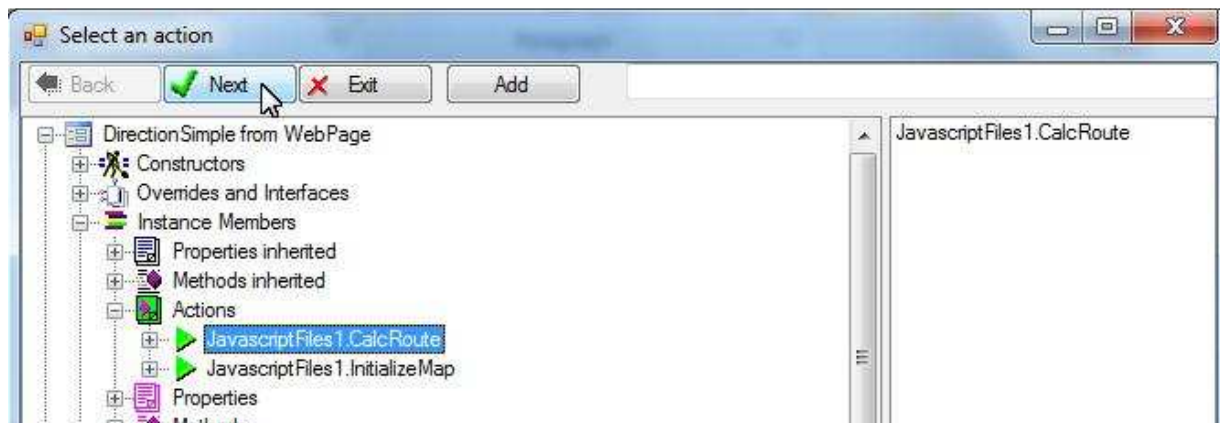 Select an action
Back Next Exit Add
DirectionSimple from WebPage
Constructors
Overrides and Interfaces
Instance Members
Properties inherited
Methods inherited
Actions
JavascriptFiles1.CalcRoute
JavascriptFiles1.InitializeMap
Properties
JavascriptFiles1.CalcRoute